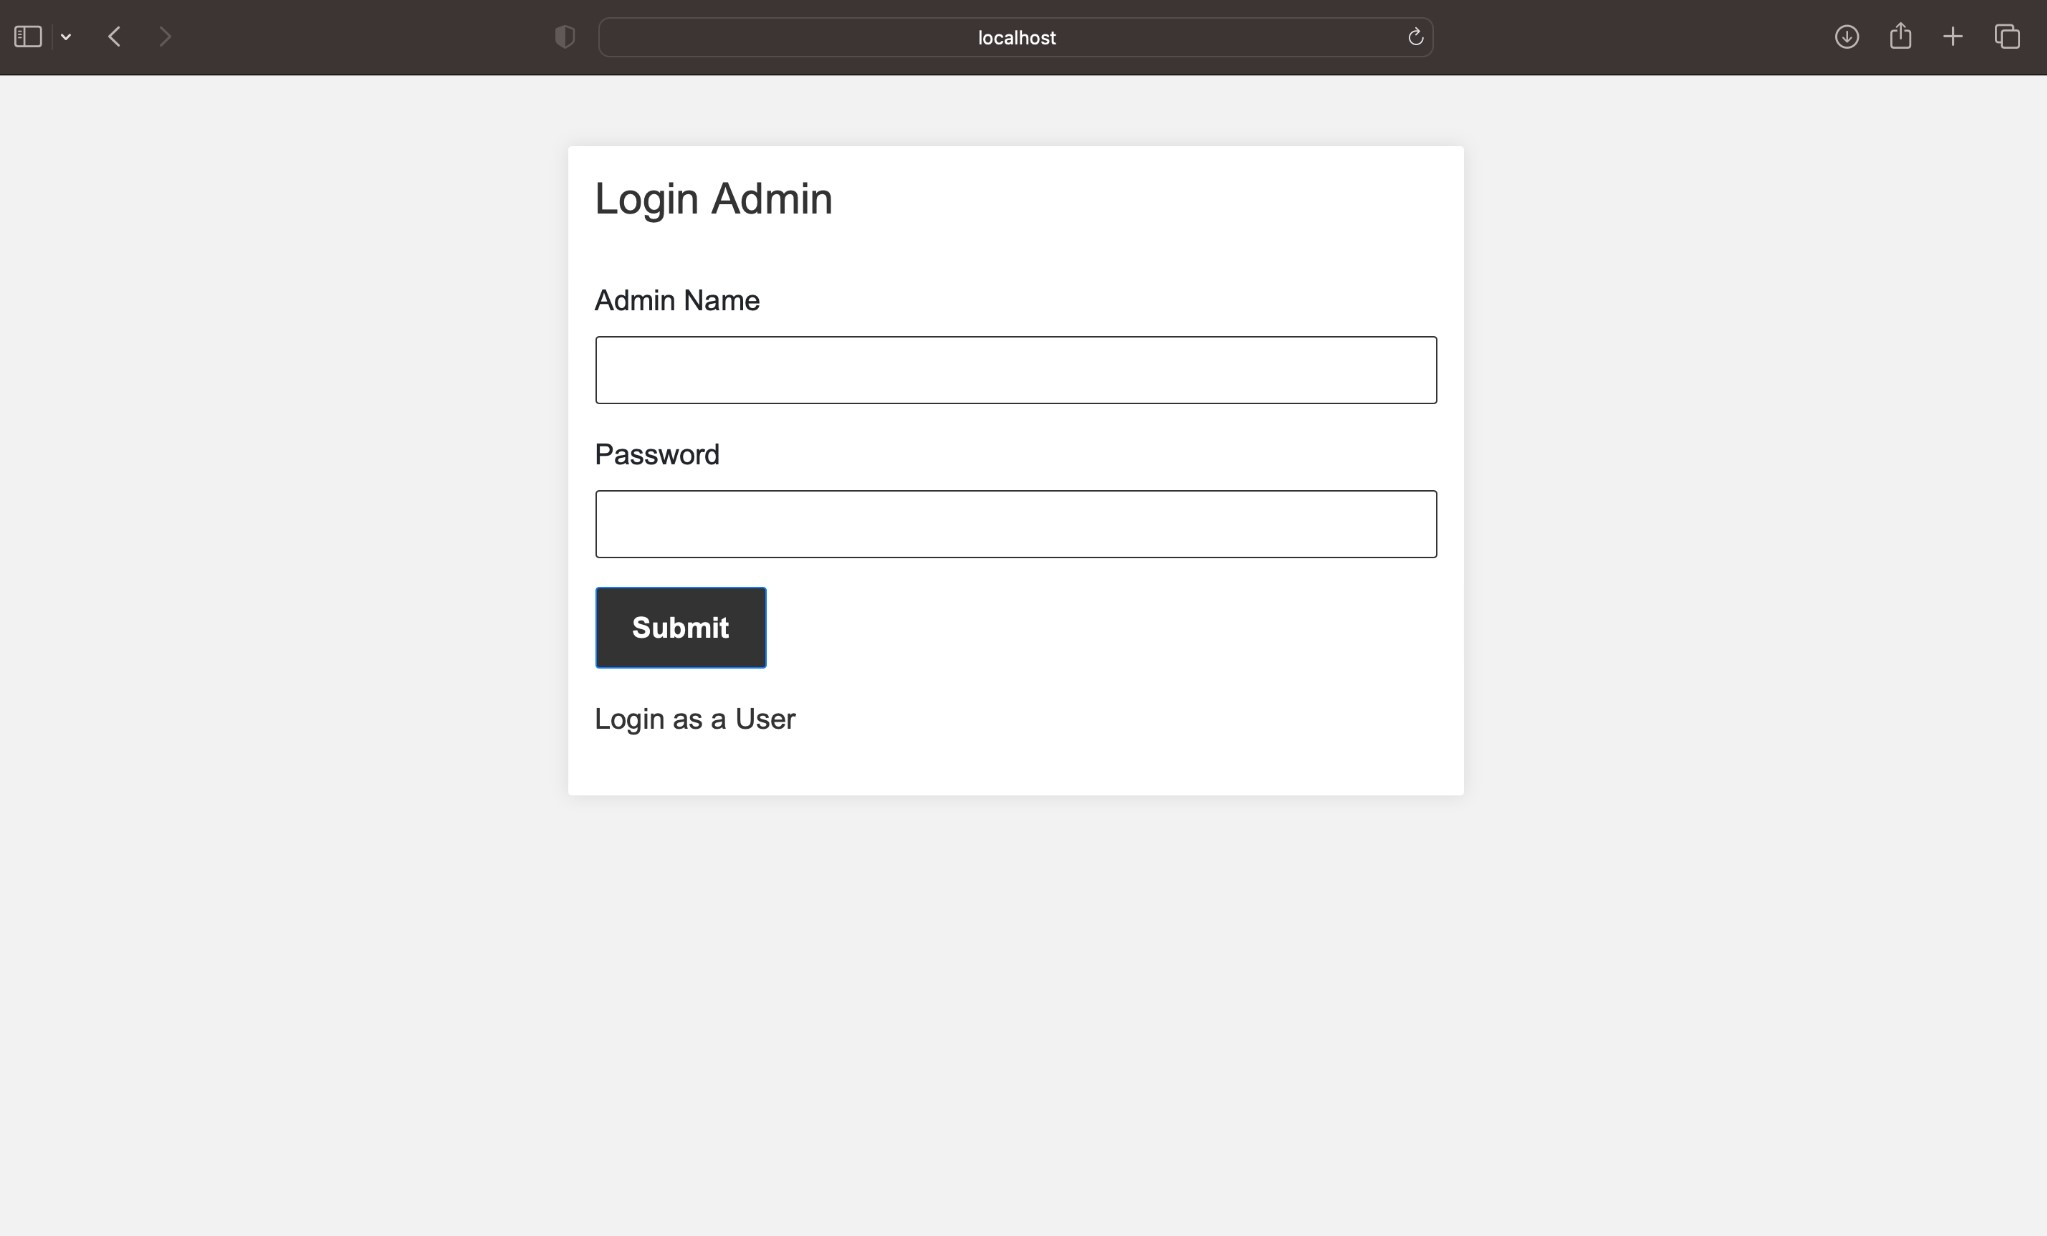 localhost
Login Admin
Admin Name
Password
Submit
Login as a User